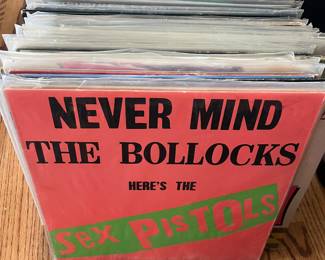 NEVER MIND
THE BOLLOCKS
HERE'S THE
SEX PISTOLS